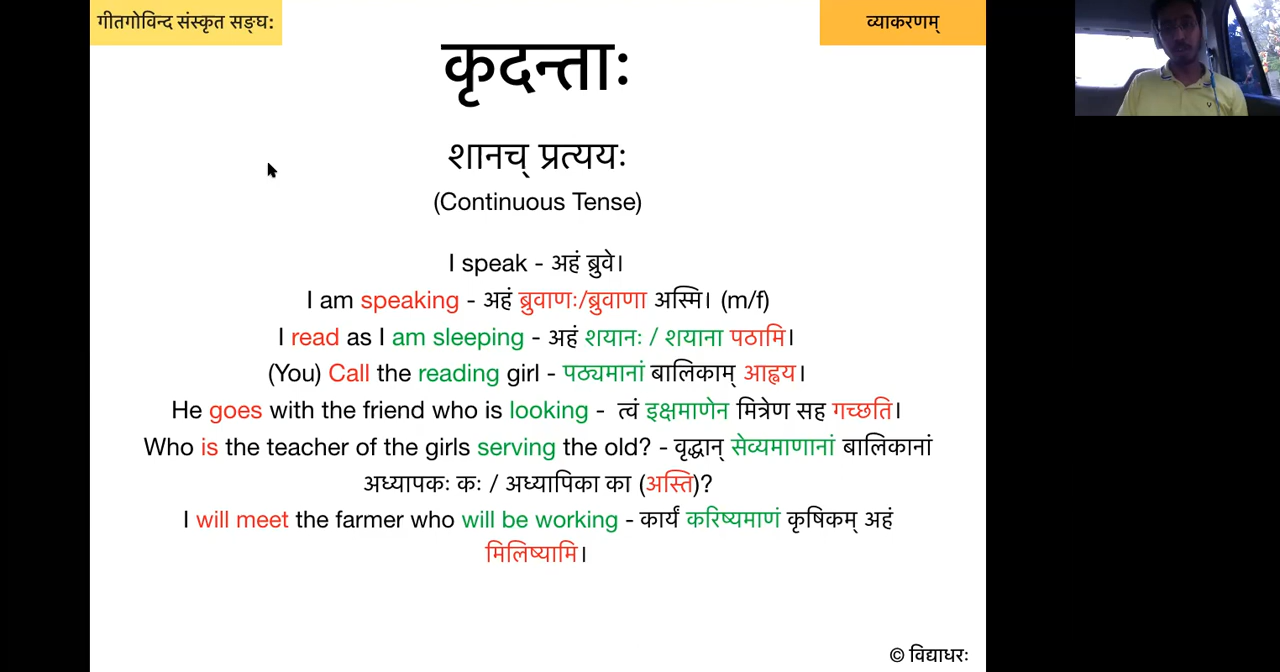 गीतगोविन्द संस्कृत सङ्घः
व्याकरणम्
कृदन्ताः
शानच् प्रत्ययः
(Continuous Tense)
I speak - अहं ब्रुवे।
I am speaking - अहं ब्रुवाणः/ब्रुवाणा अस्मि। (m/f)
I read as I am sleeping - अहं शयानः / शयाना पठामि।
(You) Call the reading girl - पठ्यमानां बालिकाम् आह्वय।
He goes with the friend who is looking - त्वं इक्षमाणेन मित्रेण सह गच्छति।
Who is the teacher of the girls serving the old? - वृद्धान् सेव्यमाणानां बालिकानां
अध्यापकः कः / अध्यापिका का (अस्ति)?
I will meet the farmer who will be working - कार्यं करिष्यमाणं कृषिकम् अहं
मिलिष्यामि।
© विद्याधरः